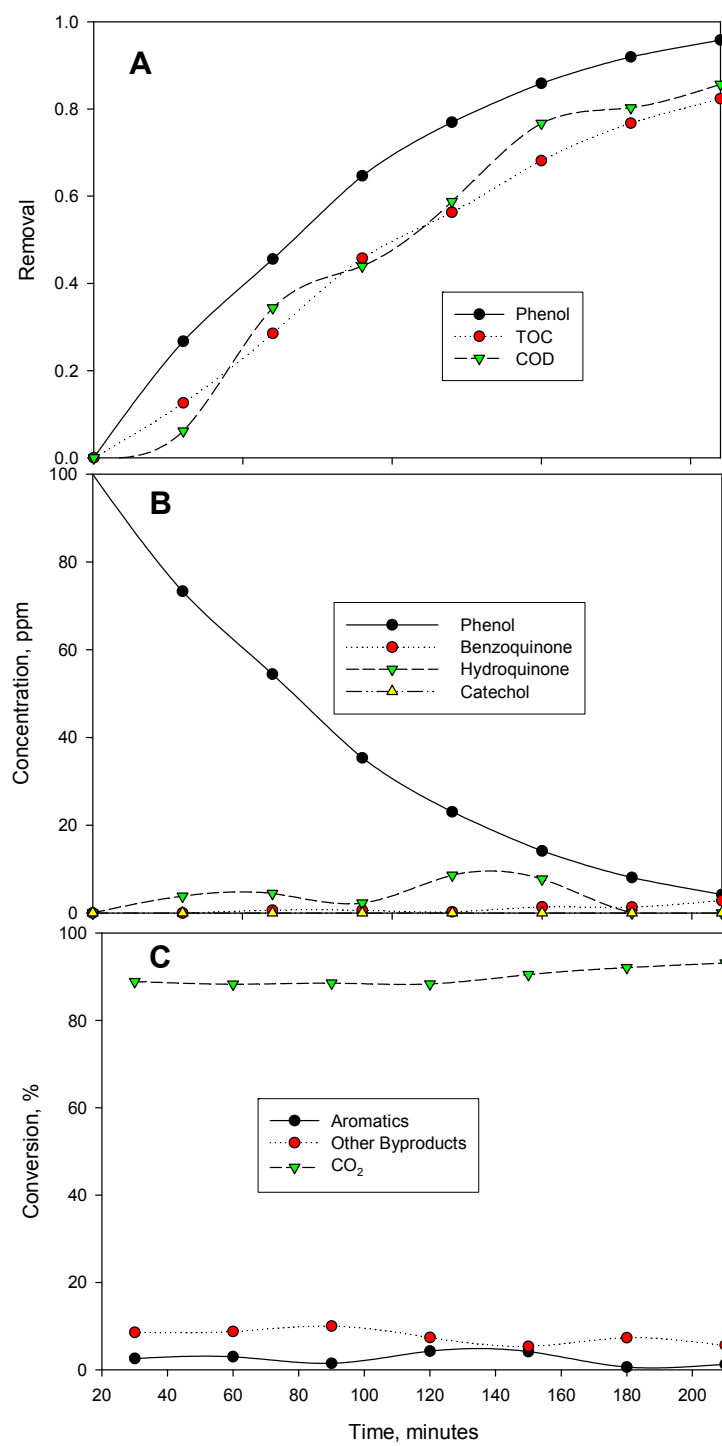 1.0
A
0.8
0.6
Removal
0.4
Phenol
TOC
COD
0.2
0.0
100
B
80
Phenol
Benzoquinone
Hydroquinone
Catechol
60
Concentration, ppm
40
20
0
100
C
80
60
Conversion, %
Aromatics
Other Byproducts
CO₂
40
20
0
20 40 60 80 100 120 140 160 180 200
Time, minutes